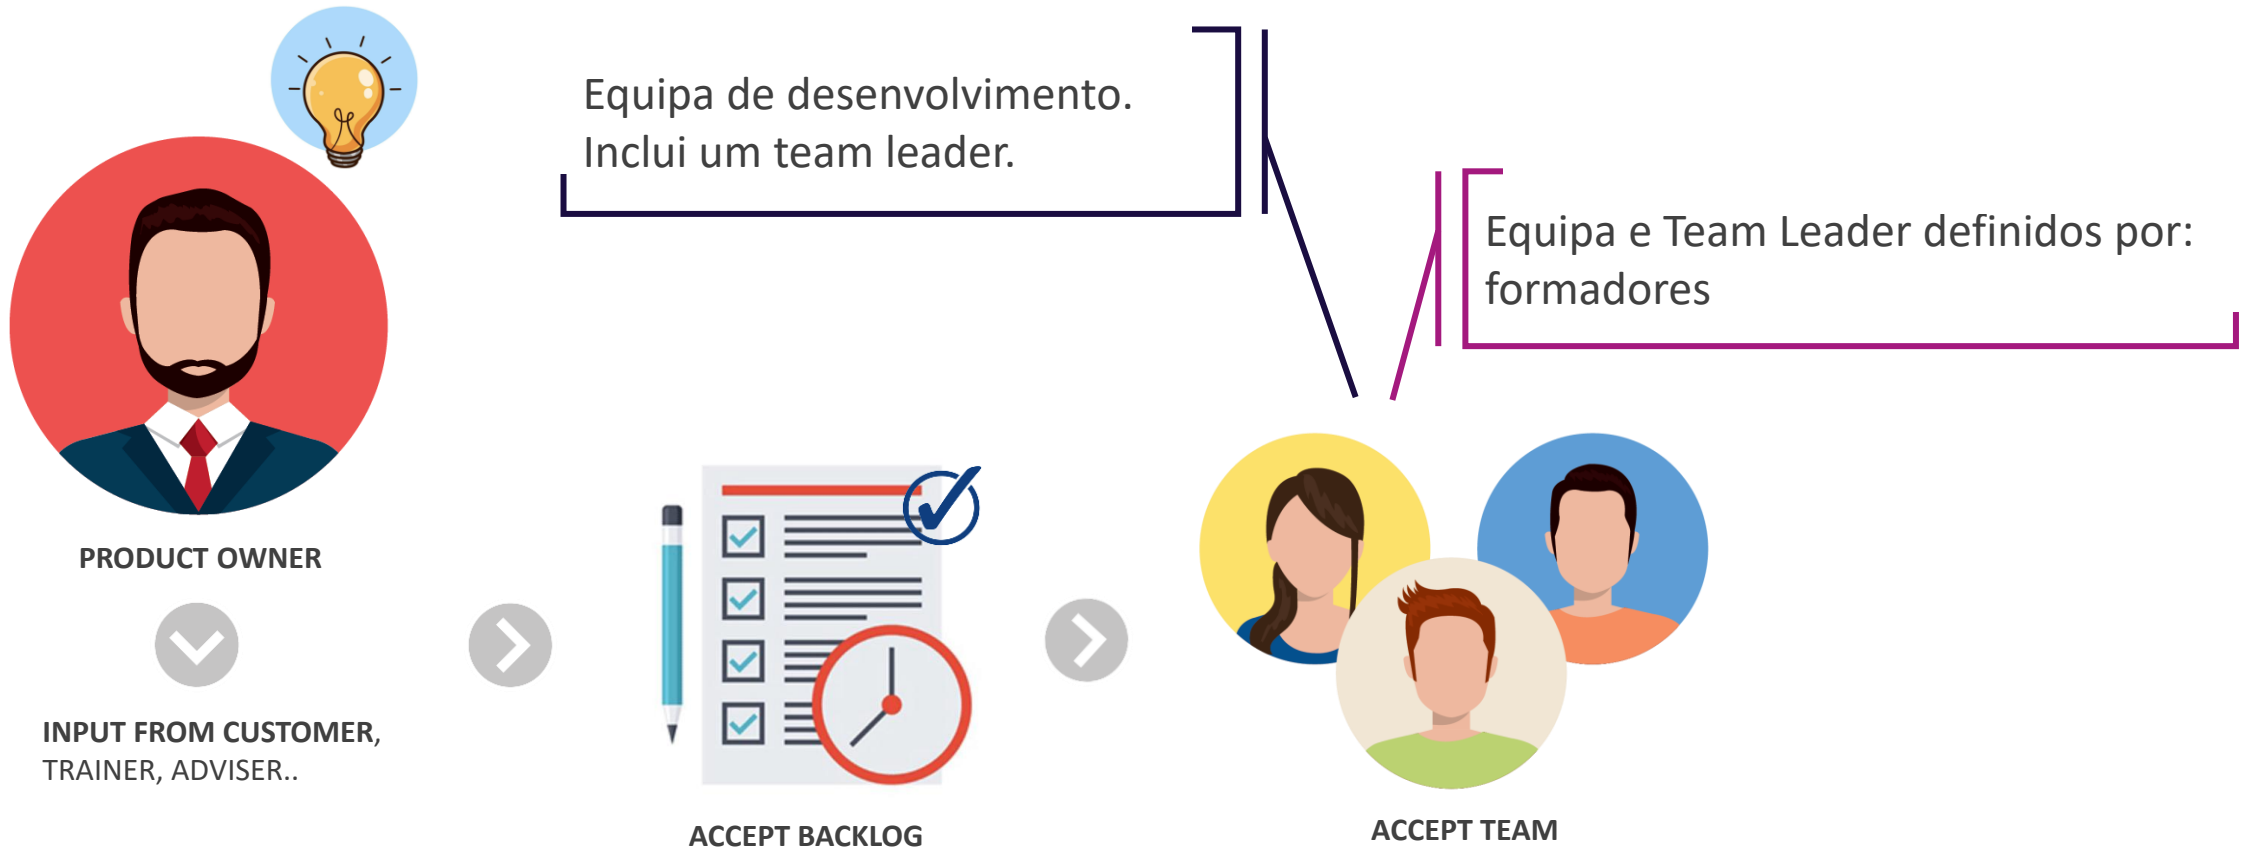 Equipa de desenvolvimento.
Inclui um team leader.
Equipa e Team Leader definidos por:
formadores
PRODUCT OWNER
INPUT FROM CUSTOMER,
TRAINER, ADVISER..
ACCEPT BACKLOG
ACCEPT TEAM